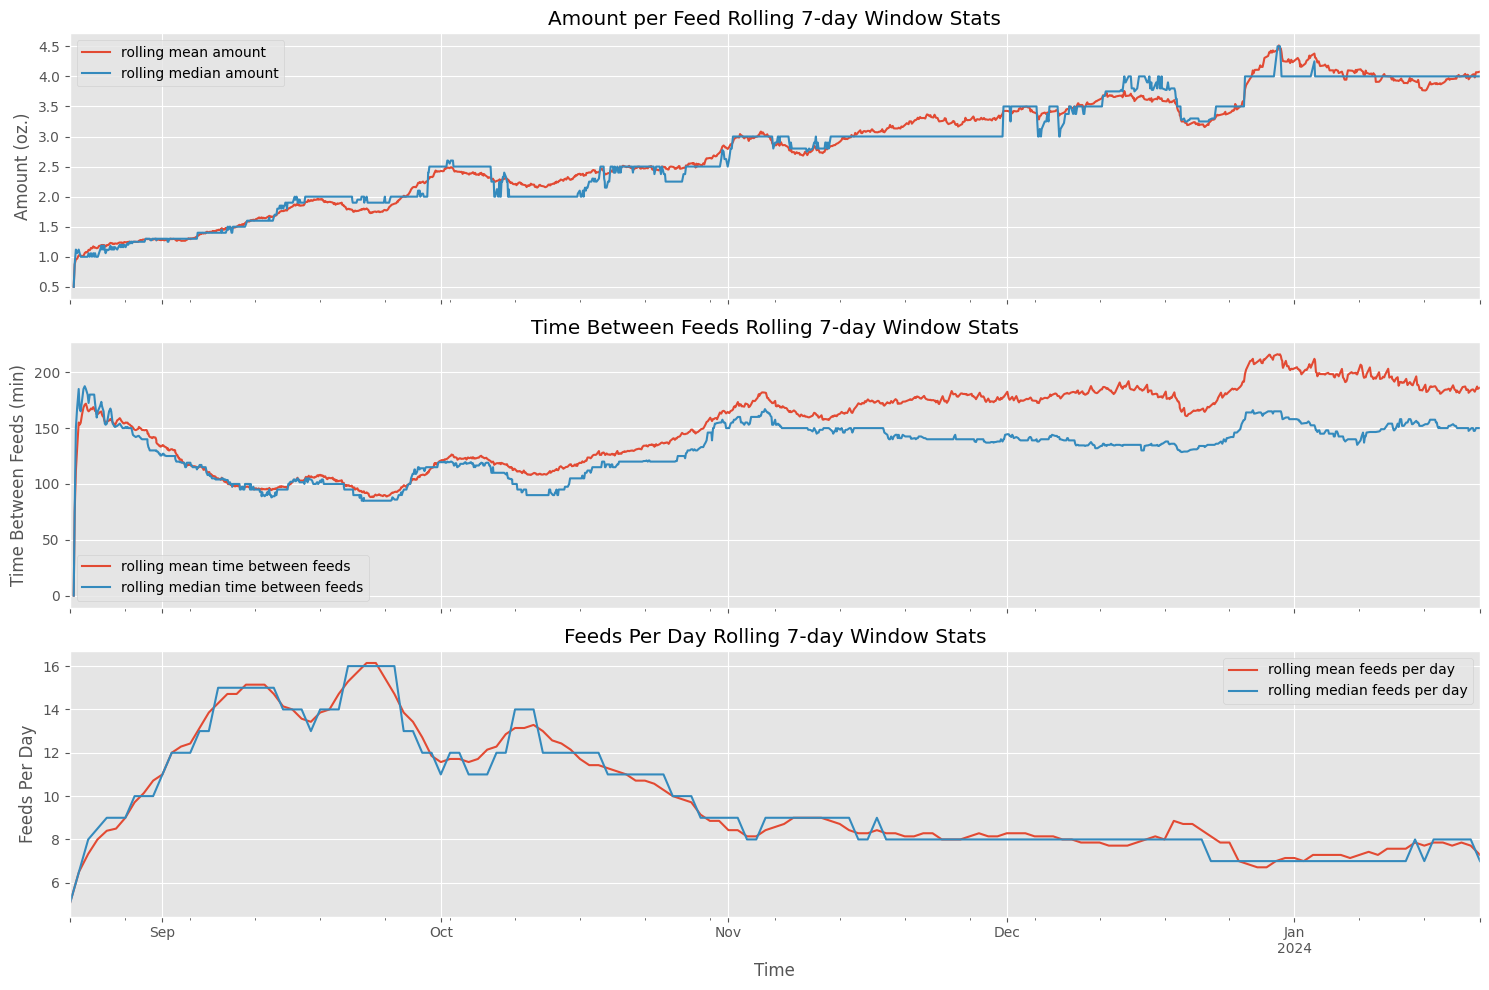 Amount per Feed Rolling 7-day Window Stats
Amount (oz.)
4.5
4.0
3.5
3.0
2.5
2.0
1.5
1.0
0.5
rolling mean amount
rolling median amount
Time Between Feeds Rolling 7-day Window Stats
Time Between Feeds (min)
200
150
100
50
0
rolling mean time between feeds
rolling median time between feeds
Feeds Per Day Rolling 7-day Window Stats
Feeds Per Day
16
14
12
10
8
6
rolling mean feeds per day
rolling median feeds per day
Sep Oct Nov Dec Jan
2024
Time